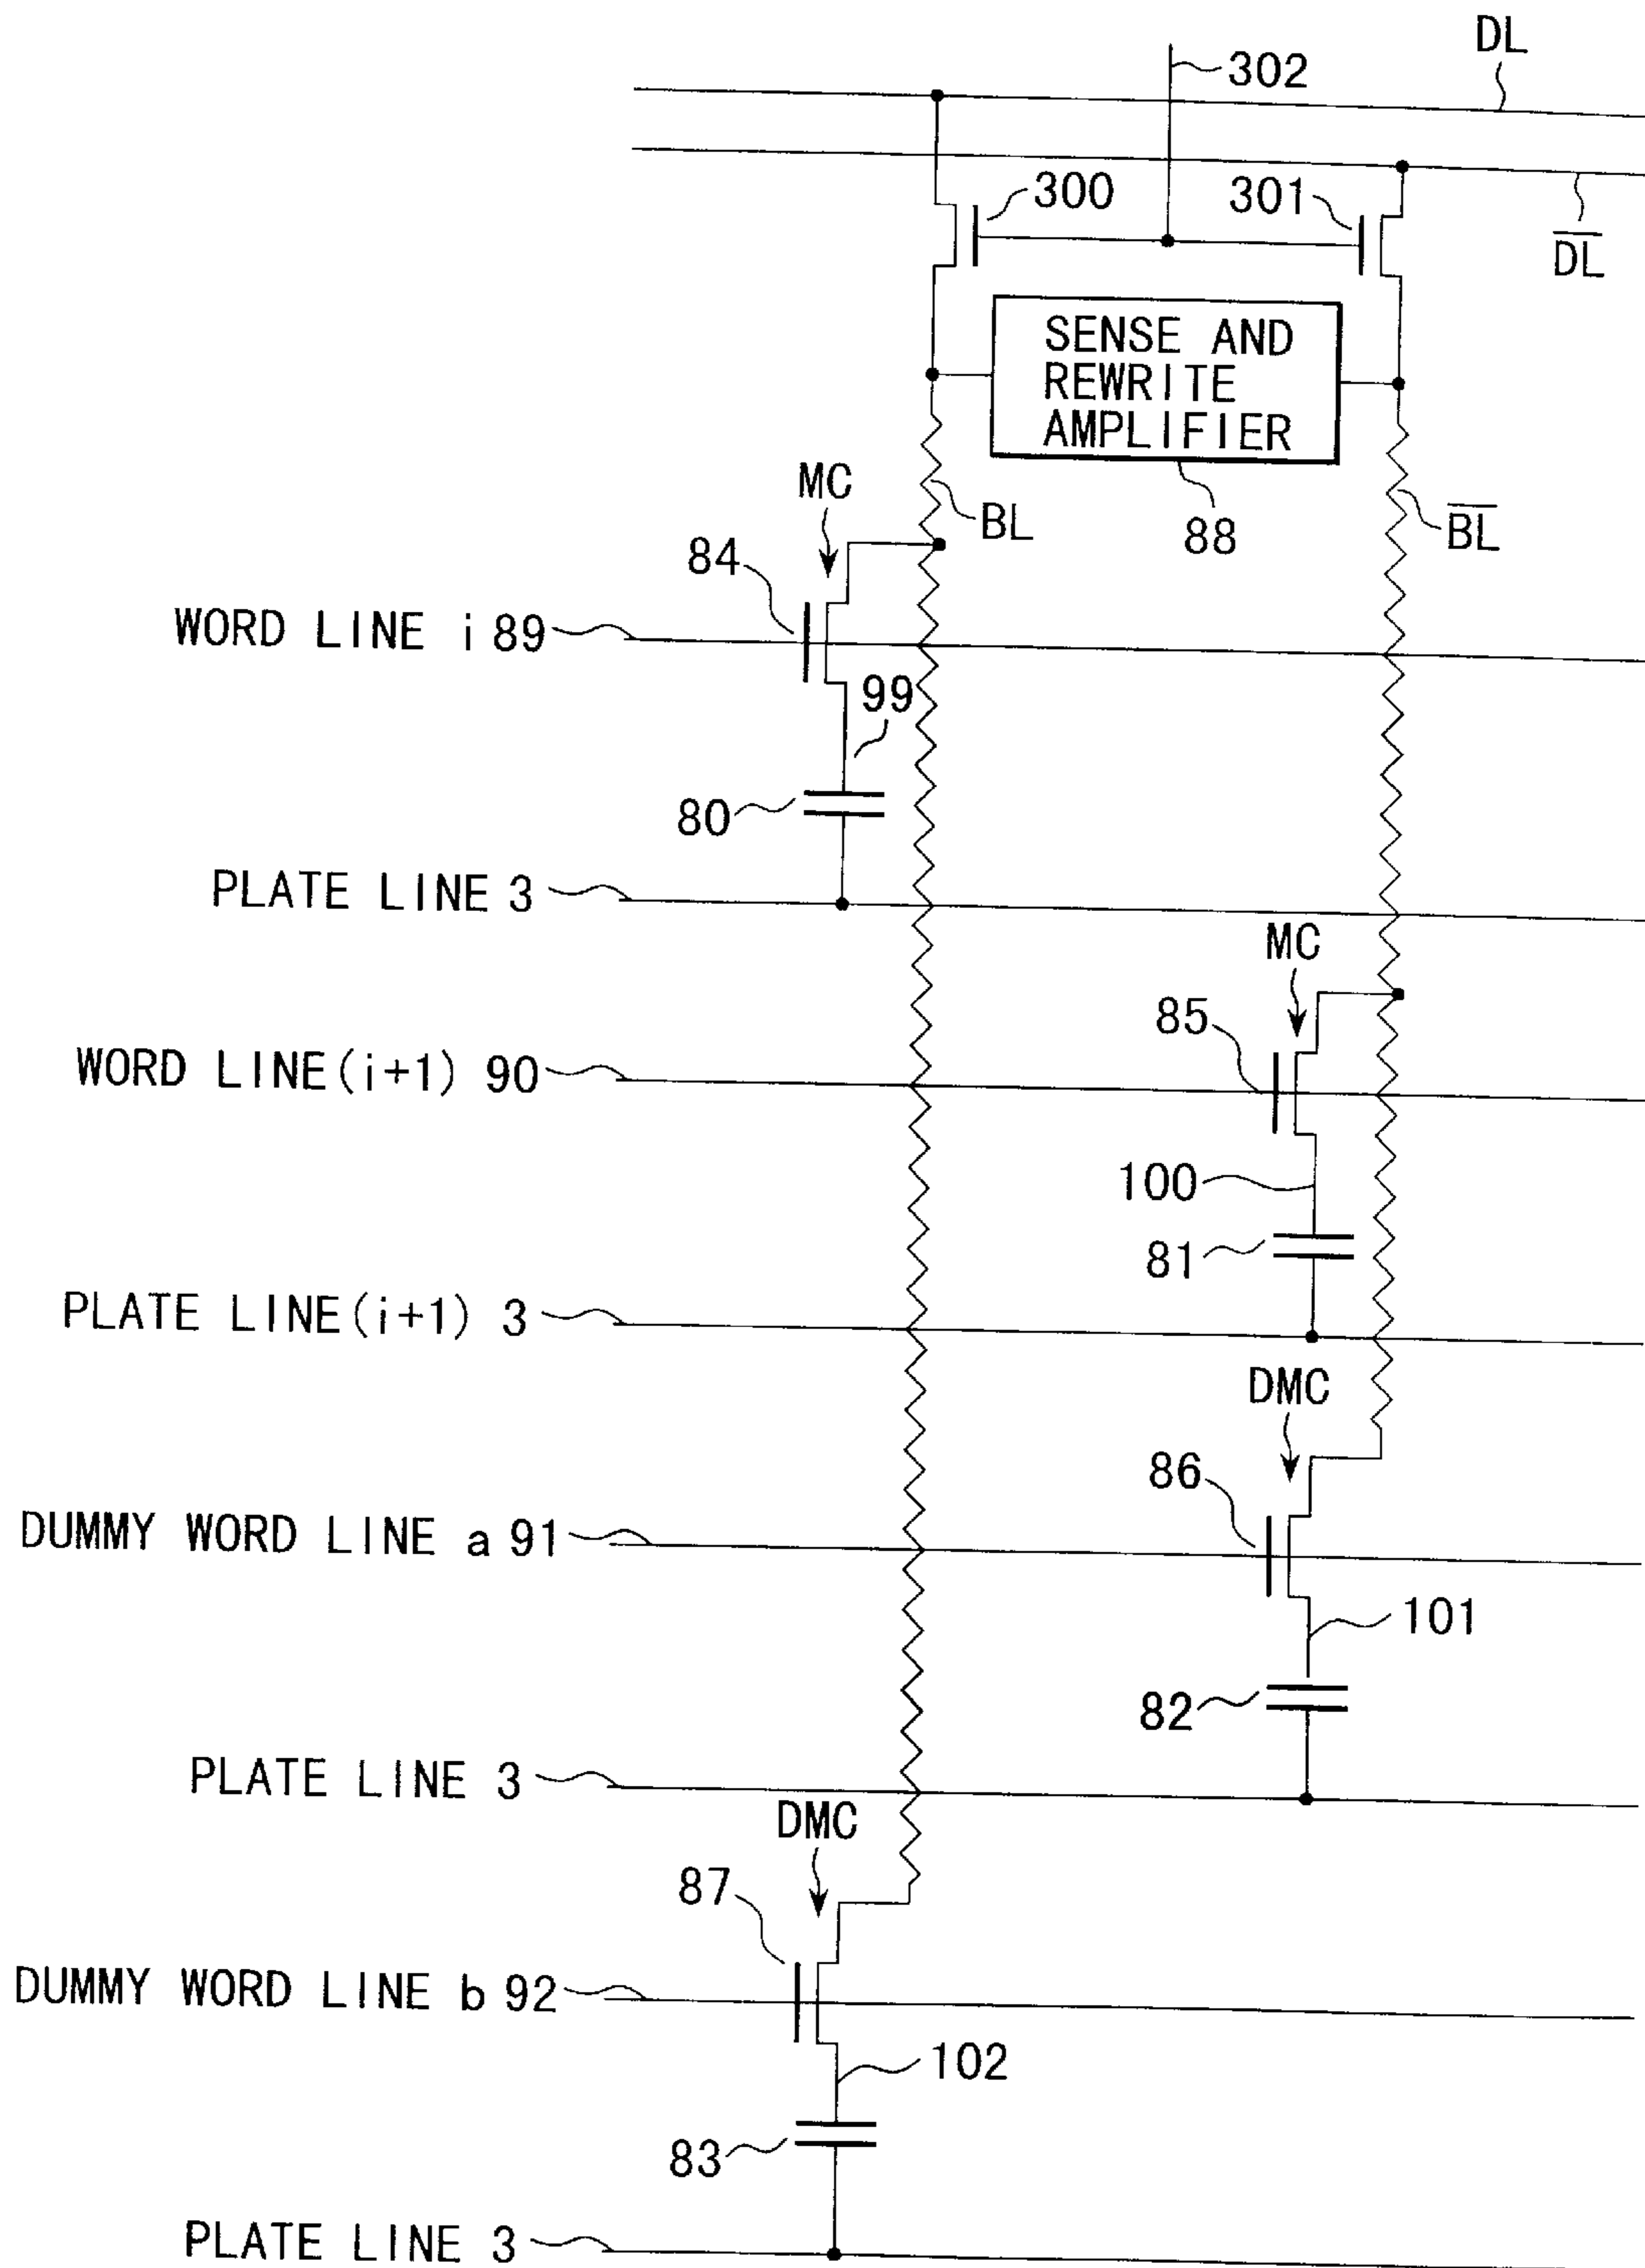 DL
302
300
301
D̅L̅
SENSE AND
REWRITE
AMPLIFIER
MC
BL
88
B̅L̅
84
WORD LINE i 89
99
80
PLATE LINE 3
MC
85
WORD LINE(i+1) 90
100
81
PLATE LINE(i+1) 3
DMC
86
DUMMY WORD LINE a 91
101
82
PLATE LINE 3
DMC
87
DUMMY WORD LINE b 92
102
83
PLATE LINE 3